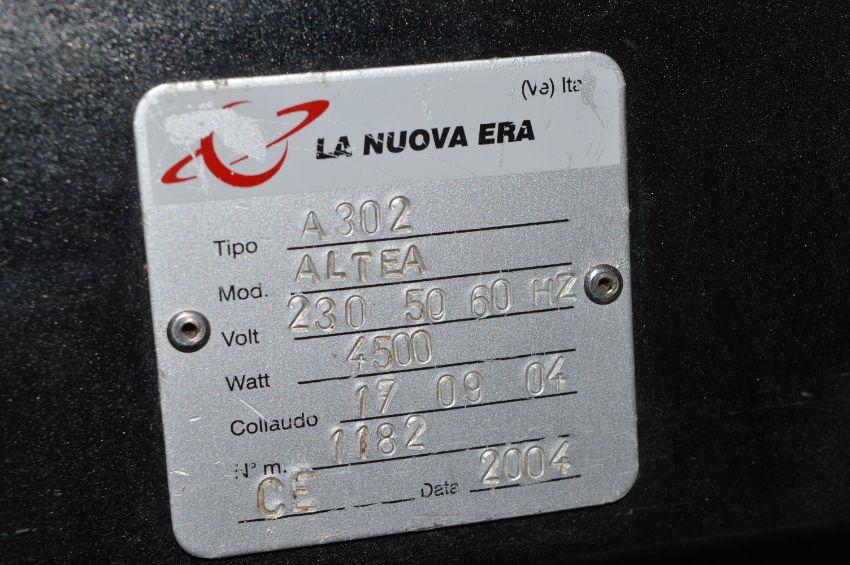 (Ve) Ita
LA NUOVA ERA
Tipo A302
Mod. ALTEA
Volt 230 50 60 HZ
Watt 4500
Collaudo 17 09 04
N° m. 1182
CE Data 2004